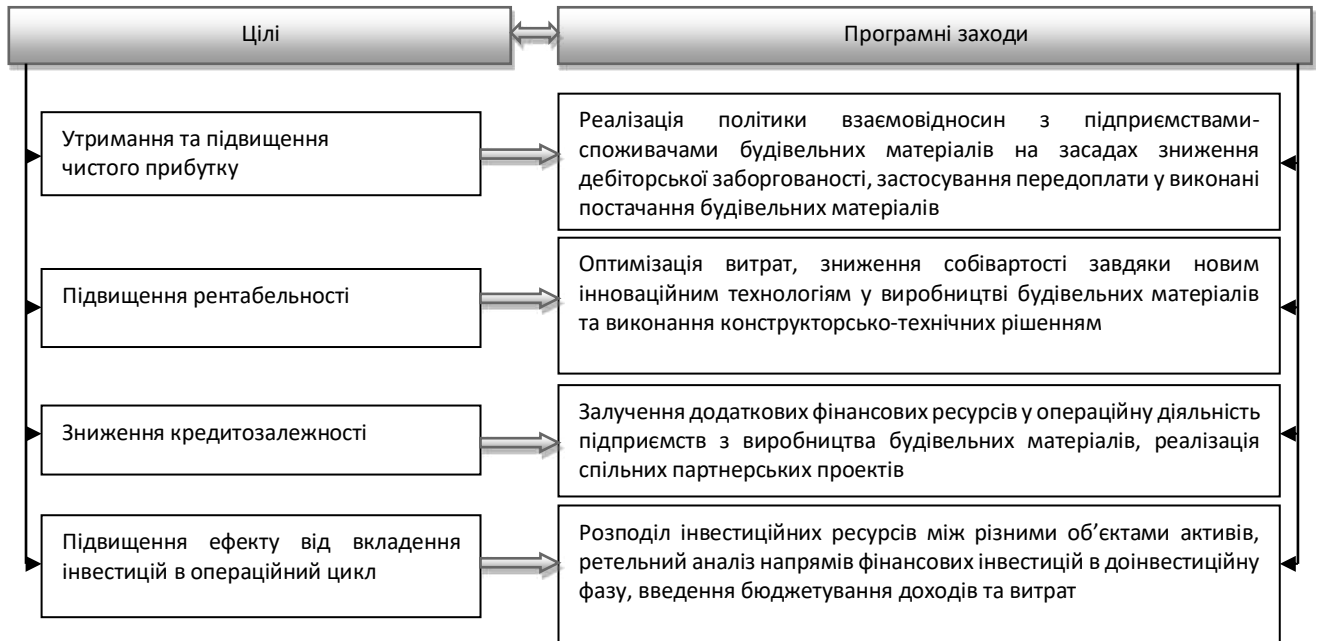 Цілі
Програмні заходи
Утримання та підвищення
чистого прибутку
Реалізація політики взаємовідносин з підприємствами-
споживачами будівельних матеріалів на засадах зниження
дебіторської заборгованості, застосування передоплати у виконані
постачання будівельних матеріалів
Підвищення рентабельності
Оптимізація витрат, зниження собівартості завдяки новим
інноваційним технологіям у виробництві будівельних матеріалів
та виконання конструкторсько-технічних рішенням
Зниження кредитозалежності
Залучення додаткових фінансових ресурсів у операційну діяльність
підприємств з виробництва будівельних матеріалів, реалізація
спільних партнерських проектів
Підвищення ефекту від вкладення
інвестицій в операційний цикл
Розподіл інвестиційних ресурсів між різними об’єктами активів,
ретельний аналіз напрямів фінансових інвестицій в доінвестиційну
фазу, введення бюджетування доходів та витрат